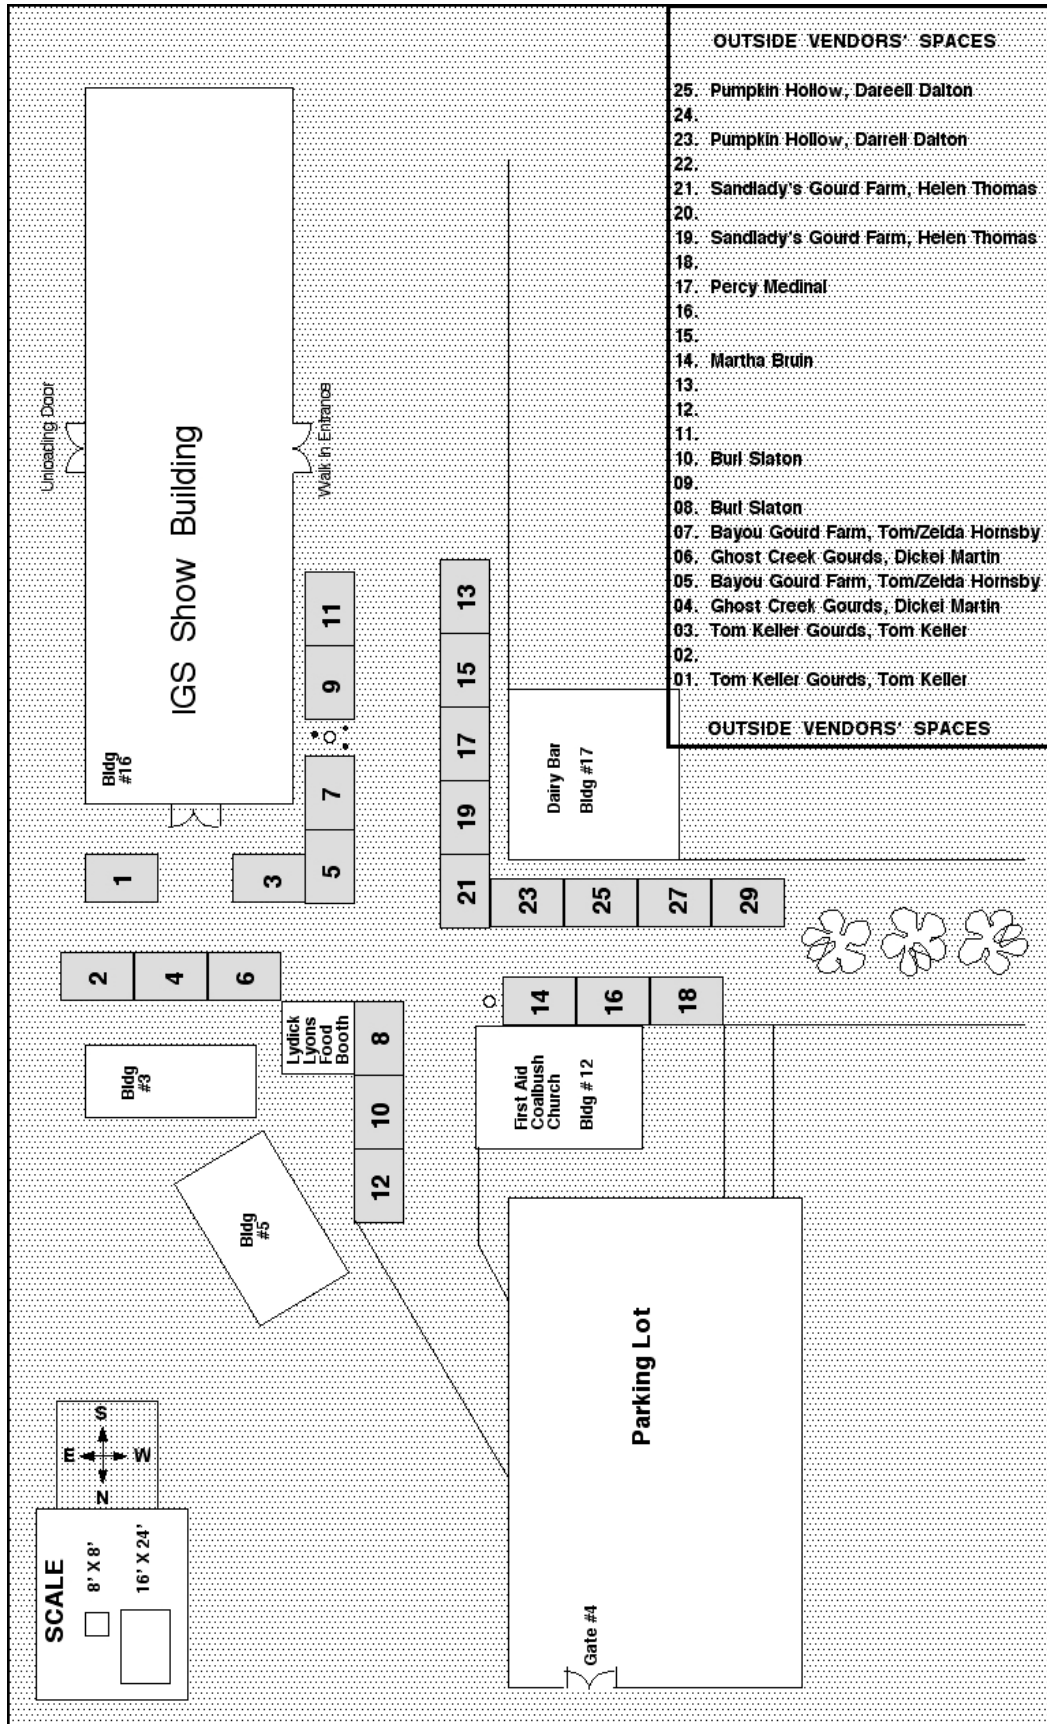 OUTSIDE VENDORS' SPACES
25. Pumpkin Hollow, Dareell Dalton
24.
23. Pumpkin Hollow, Darrell Dalton
22.
21. Sandlady's Gourd Farm, Helen Thomas
20.
19. Sandlady's Gourd Farm, Helen Thomas
18.
17. Percy Medinal
16.
15.
14. Martha Bruin
13.
12.
11.
10. Burl Slaton
09.
08. Burl Slaton
07. Bayou Gourd Farm, Tom/Zelda Hornsby
06. Ghost Creek Gourds, Dickei Martin
05. Bayou Gourd Farm, Tom/Zelda Hornsby
04. Ghost Creek Gourds, Dickei Martin
03. Tom Keller Gourds, Tom Keller
02.
01. Tom Keller Gourds, Tom Keller
OUTSIDE VENDORS' SPACES
Unloading Door
IGS Show Building
Walk In Entrance
Bldg
#16
11
9
7
5
3
1
13
15
17
19
21
Dairy Bar
Bldg #17
23
25
27
29
2
4
6
Lydick
Lyons
Food
Booth
8
10
12
14
16
18
First Aid
Coalbush
Church
Bldg # 12
Bldg
#3
Bldg
#5
Parking Lot
Gate #4
S
E
W
N
SCALE
8' X 8'
16' X 24'